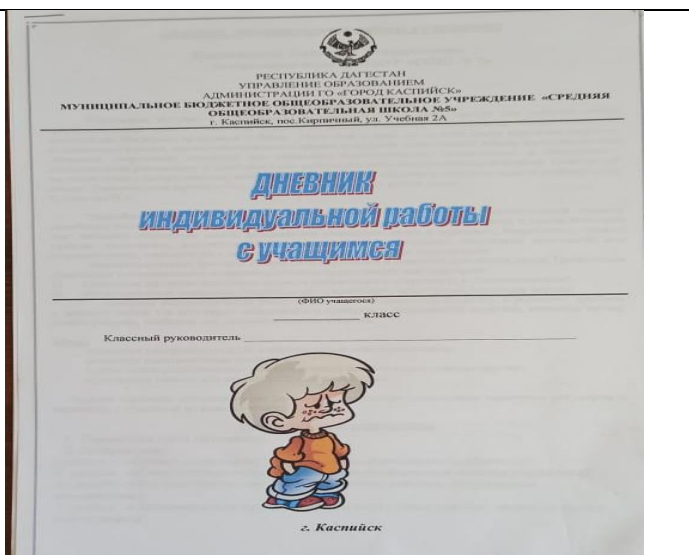 РЕСПУБЛИКА ДАГЕСТАН
УПРАВЛЕНИЕ ОБРАЗОВАНИЕМ
АДМИНИСТРАЦИИ ГО «ГОРОД КАСПИЙСК»
МУНИЦИПАЛЬНОЕ БЮДЖЕТНОЕ ОБЩЕОБРАЗОВАТЕЛЬНОЕ УЧРЕЖДЕНИЕ «СРЕДНЯЯ
ОБЩЕОБРАЗОВАТЕЛЬНАЯ ШКОЛА №5»
г. Каспийск, пос.Кирпичный, ул. Учебная 2А
ДНЕВНИК
индивидуальной работы
с учащимся
(ФИО учащегося)
класс
Классный руководитель
г. Каспийск